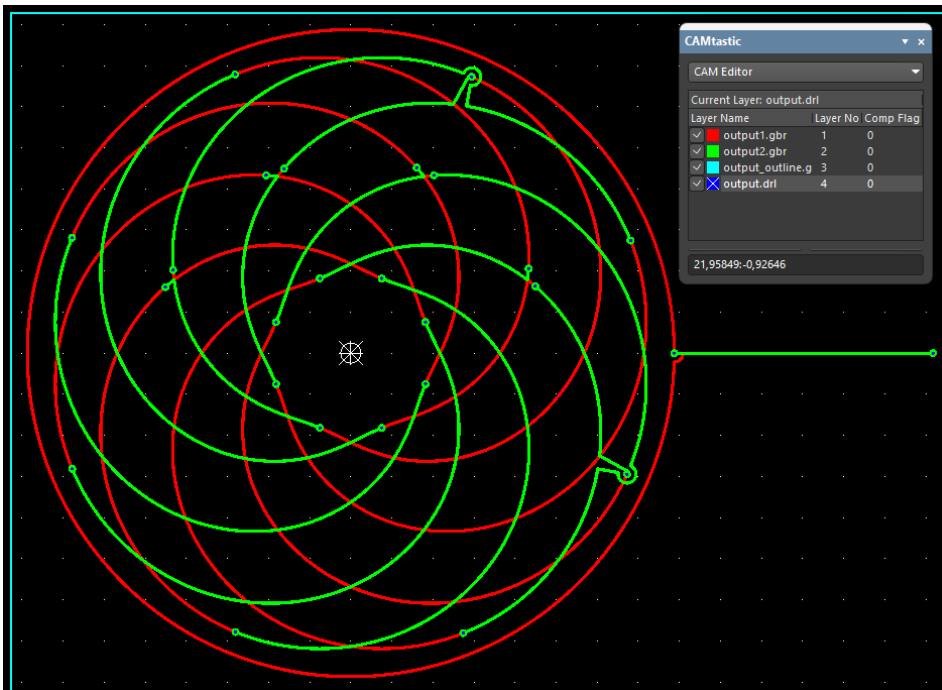 CAMtastic
CAM Editor
Current Layer: output.drl
Layer Name Layer No Comp Flag
output1.gbr 1 0
output2.gbr 2 0
output_outline.g 3 0
output.drl 4 0
21,95849:-0,92646